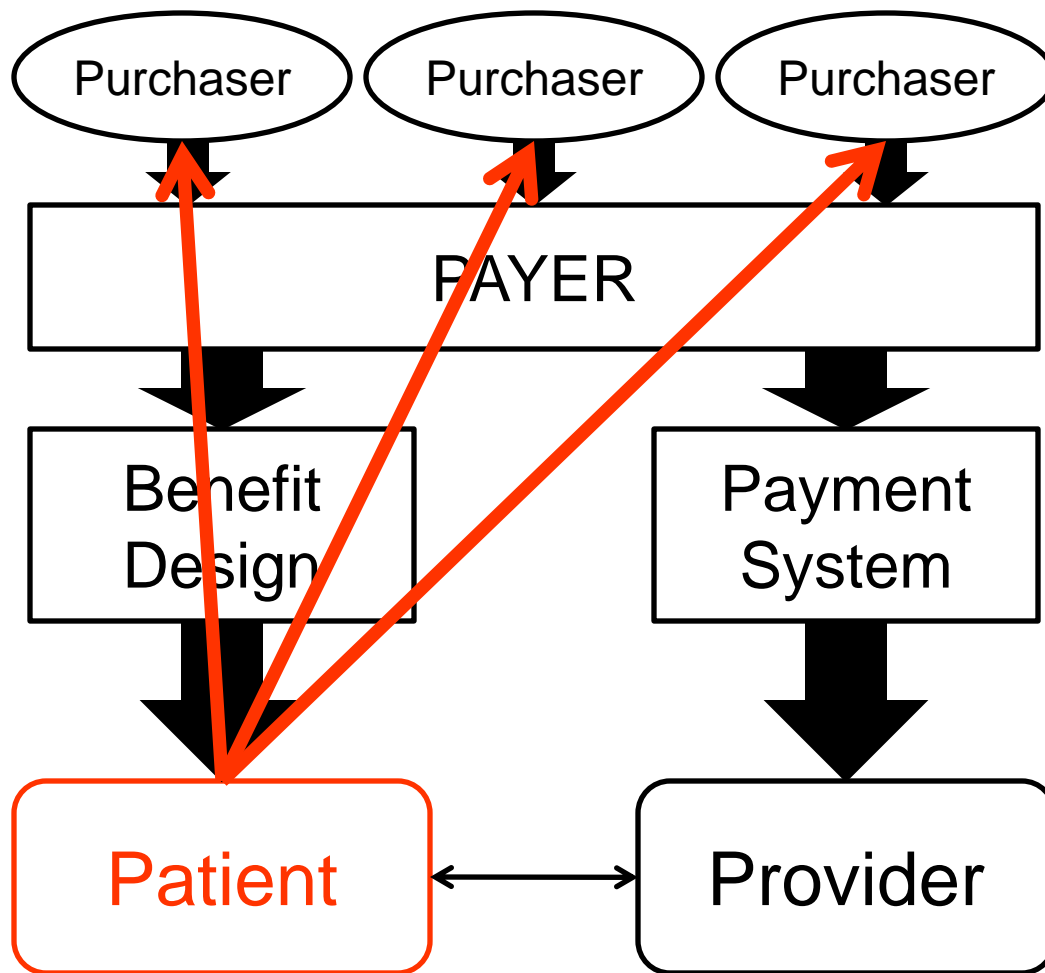 Purchaser
Purchaser
Purchaser
PAYER
Benefit
Design
Payment
System
Patient
Provider